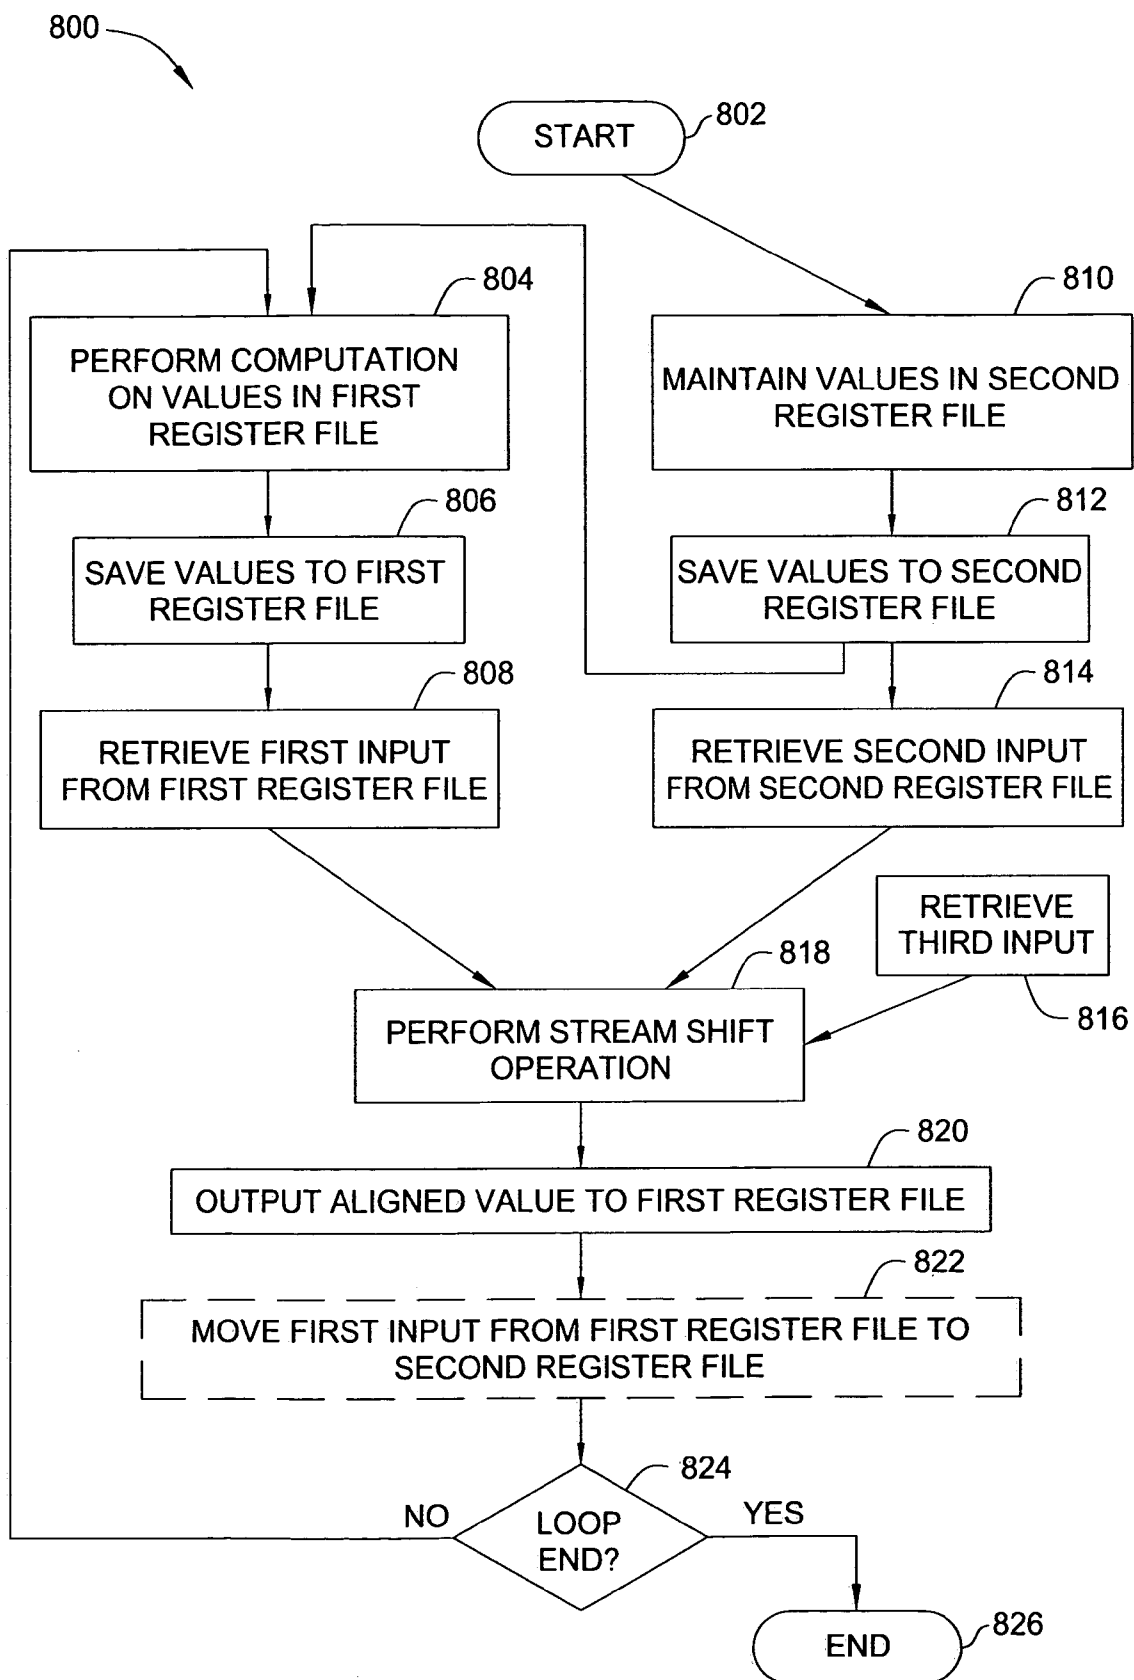 800
START
802
804
PERFORM COMPUTATION
ON VALUES IN FIRST
REGISTER FILE
810
MAINTAIN VALUES IN SECOND
REGISTER FILE
806
SAVE VALUES TO FIRST
REGISTER FILE
812
SAVE VALUES TO SECOND
REGISTER FILE
808
RETRIEVE FIRST INPUT
FROM FIRST REGISTER FILE
814
RETRIEVE SECOND INPUT
FROM SECOND REGISTER FILE
RETRIEVE
THIRD INPUT
816
818
PERFORM STREAM SHIFT
OPERATION
820
OUTPUT ALIGNED VALUE TO FIRST REGISTER FILE
822
MOVE FIRST INPUT FROM FIRST REGISTER FILE TO
SECOND REGISTER FILE
824
NO
LOOP
END?
YES
END
826